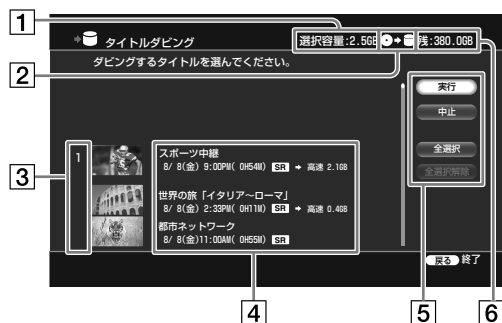 1
タイトルダビング
選択容量:2.5GB
残:380.0GB
2
ダビングするタイトルを選んでください。
実行
中止
全選択
全選択解除
3
1
スポーツ中継
8/ 8(金) 9:00PM( 0H54M) SR ➔ 高速 2.1GB
世界の旅「イタリア～ローマ」
8/ 8(金) 2:33PM( 0H11M) SR ➔ 高速 0.4GB
都市ネットワーク
8/ 8(金)11:00AM( 0H55M) SR
戻る 終了
4
5
6